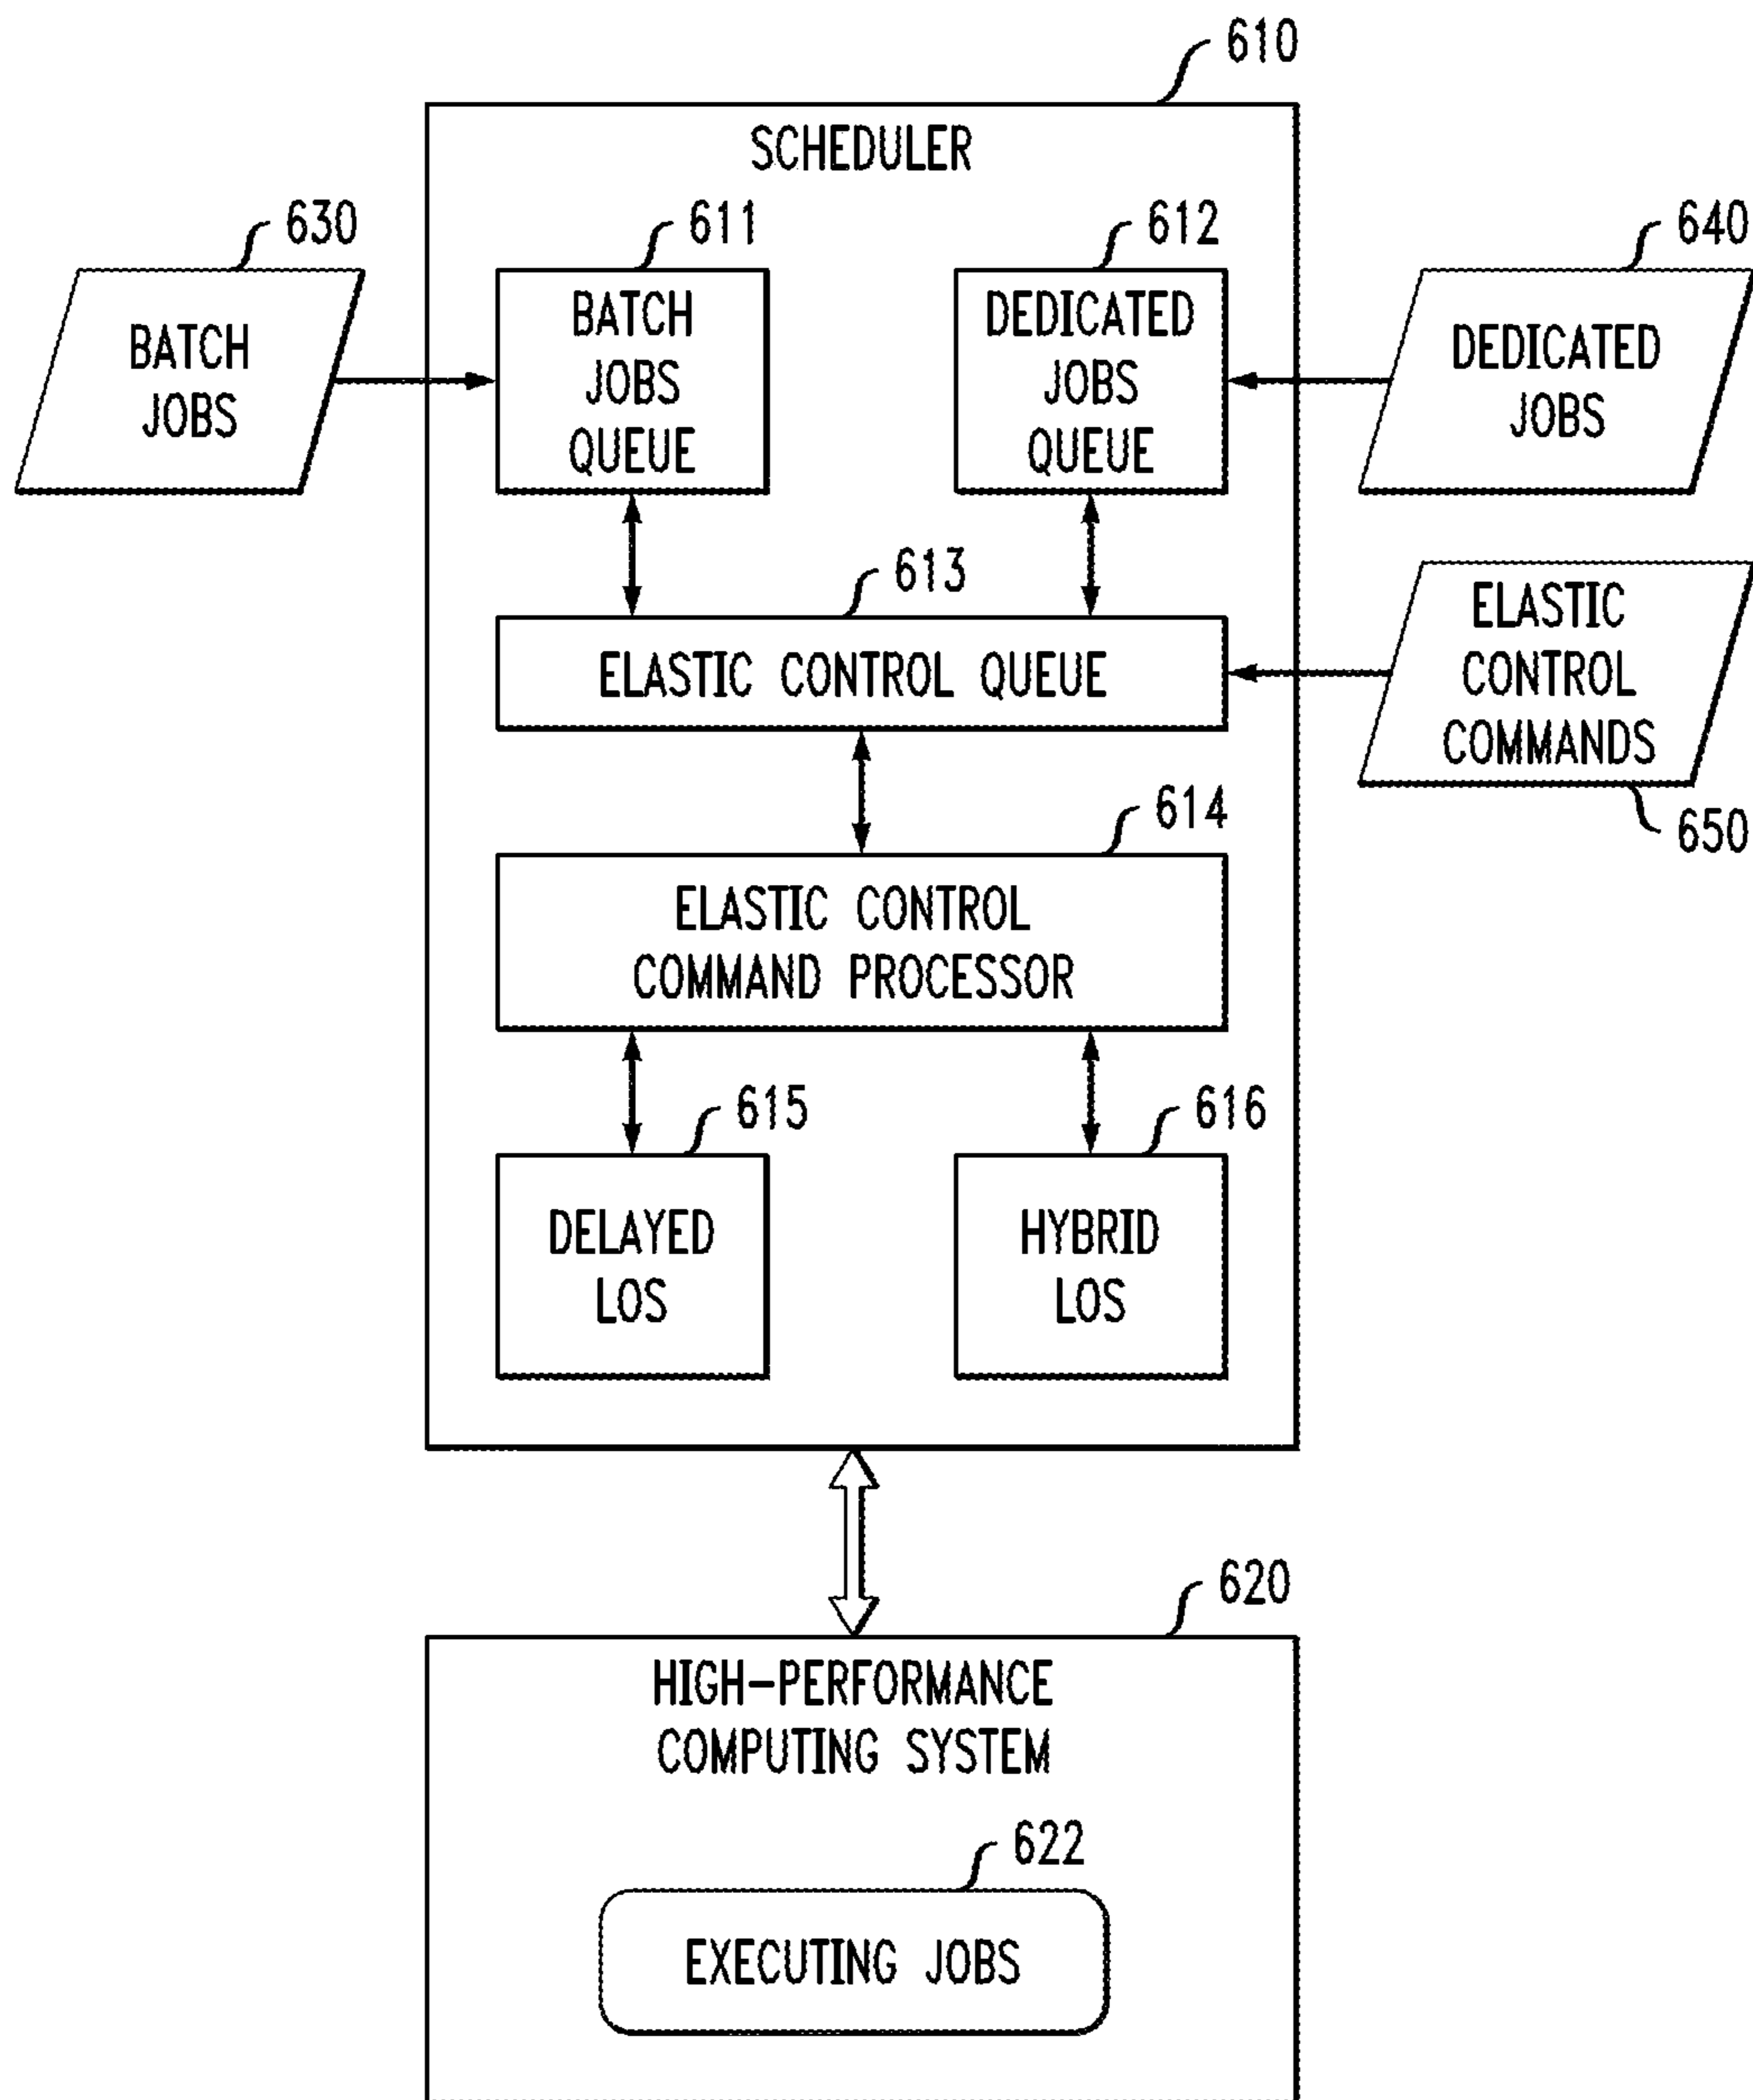 610
SCHEDULER
630
611
612
640
BATCH
JOBS
BATCH
JOBS
QUEUE
DEDICATED
JOBS
QUEUE
DEDICATED
JOBS
613
ELASTIC CONTROL QUEUE
ELASTIC
CONTROL
COMMANDS
650
614
ELASTIC CONTROL
COMMAND PROCESSOR
615
616
DELAYED
LOS
HYBRID
LOS
620
HIGH-PERFORMANCE
COMPUTING SYSTEM
622
EXECUTING JOBS